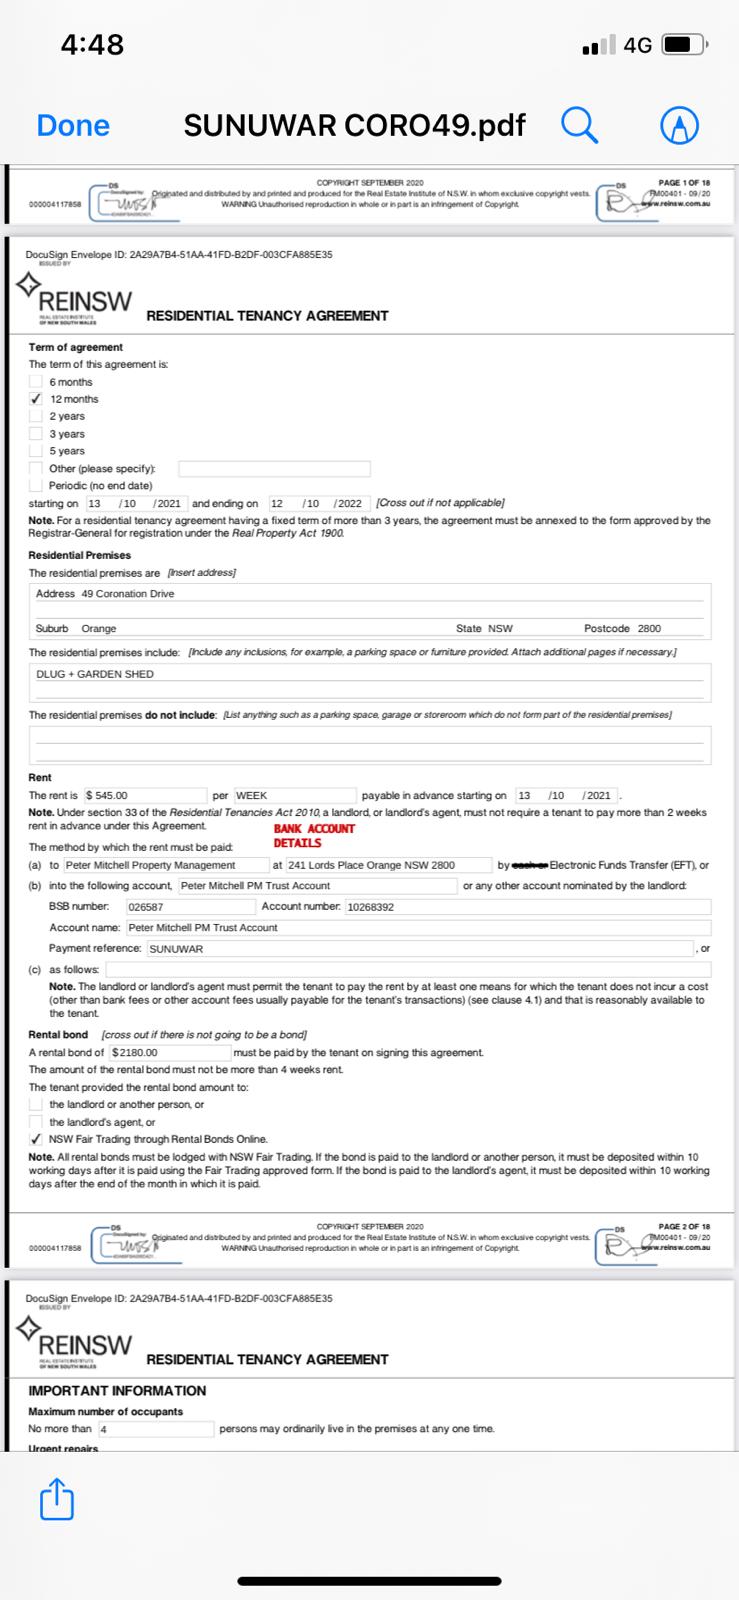 4:48
4G
Done
SUNUWAR CORO49.pdf
COPYRIGHT SEPTEMBER 2020
PAGE 1 OF 18
DS
DocuSigned by:
Originated and distributed by and printed and produced for the Real Estate Institute of N.S.W. in whom exclusive copyright vests.
DS
PM00401 - 09/20
000004117858
WARNING Unauthorised reproduction in whole or in part is an infringement of Copyright.
www.reinsw.com.au
DocuSign Envelope ID: 2A29A7B4-51AA-41FD-B2DF-003CFA885E35
ISSUED BY
REINSW
REAL ESTATE INSTITUTE
OF NEW SOUTH WALES
RESIDENTIAL TENANCY AGREEMENT
Term of agreement
The term of this agreement is:
6 months
✓ 12 months
2 years
3 years
5 years
Other (please specify):
Periodic (no end date)
starting on 13 /10 /2021 and ending on 12 /10 /2022 [Cross out if not applicable]
Note. For a residential tenancy agreement having a fixed term of more than 3 years, the agreement must be annexed to the form approved by the
Registrar-General for registration under the Real Property Act 1900.
Residential Premises
The residential premises are [Insert address]
Address 49 Coronation Drive
Suburb Orange State NSW Postcode 2800
The residential premises include: [Include any inclusions, for example, a parking space or furniture provided. Attach additional pages if necessary.]
DLUG + GARDEN SHED
The residential premises do not include: [List anything such as a parking space, garage or storeroom which do not form part of the residential premises]
Rent
The rent is $ 545.00 per WEEK payable in advance starting on 13 /10 /2021 .
Note. Under section 33 of the Residential Tenancies Act 2010, a landlord, or landlord's agent, must not require a tenant to pay more than 2 weeks
rent in advance under this Agreement.
BANK ACCOUNT
DETAILS
The method by which the rent must be paid:
(a) to Peter Mitchell Property Management at 241 Lords Place Orange NSW 2800 by cash or Electronic Funds Transfer (EFT), or
(b) into the following account, Peter Mitchell PM Trust Account or any other account nominated by the landlord:
BSB number: 026587 Account number: 10268392
Account name: Peter Mitchell PM Trust Account
Payment reference: SUNUWAR , or
(c) as follows:
Note. The landlord or landlord's agent must permit the tenant to pay the rent by at least one means for which the tenant does not incur a cost
(other than bank fees or other account fees usually payable for the tenant's transactions) (see clause 4.1) and that is reasonably available to
the tenant.
Rental bond [cross out if there is not going to be a bond]
A rental bond of $2180.00 must be paid by the tenant on signing this agreement.
The amount of the rental bond must not be more than 4 weeks rent.
The tenant provided the rental bond amount to:
the landlord or another person, or
the landlord's agent, or
✓ NSW Fair Trading through Rental Bonds Online.
Note. All rental bonds must be lodged with NSW Fair Trading. If the bond is paid to the landlord or another person, it must be deposited within 10
working days after it is paid using the Fair Trading approved form. If the bond is paid to the landlord's agent, it must be deposited within 10 working
days after the end of the month in which it is paid.
COPYRIGHT SEPTEMBER 2020
PAGE 2 OF 18
DS
DocuSigned by:
Originated and distributed by and printed and produced for the Real Estate Institute of N.S.W. in whom exclusive copyright vests.
DS
PM00401 - 09/20
000004117858
WARNING Unauthorised reproduction in whole or in part is an infringement of Copyright.
www.reinsw.com.au
DocuSign Envelope ID: 2A29A7B4-51AA-41FD-B2DF-003CFA885E35
ISSUED BY
REINSW
REAL ESTATE INSTITUTE
OF NEW SOUTH WALES
RESIDENTIAL TENANCY AGREEMENT
IMPORTANT INFORMATION
Maximum number of occupants
No more than 4 persons may ordinarily live in the premises at any one time.
Urgent repairs